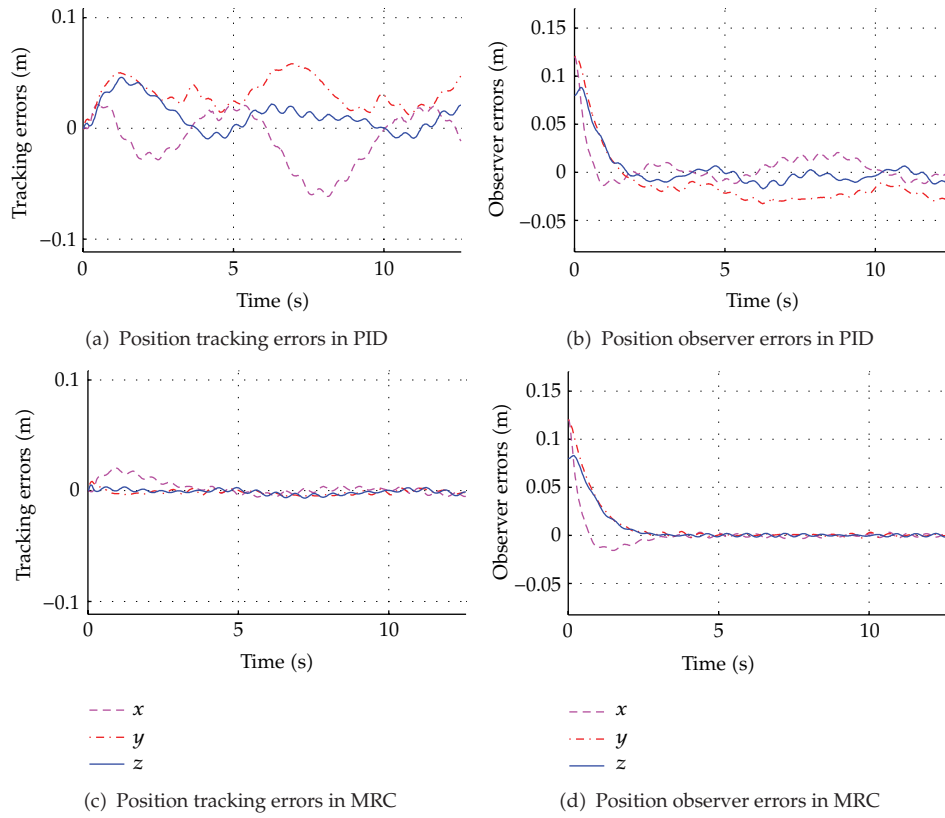 0.1
0
−0.1
Tracking errors (m)
0
5
10
Time (s)
(a) Position tracking errors in PID
0.15
0.1
0.05
0
−0.05
Observer errors (m)
0
5
10
Time (s)
(b) Position observer errors in PID
0.1
0
−0.1
Tracking errors (m)
0
5
10
Time (s)
x
y
z
(c) Position tracking errors in MRC
0.15
0.1
0.05
0
−0.05
Observer errors (m)
0
5
10
Time (s)
x
y
z
(d) Position observer errors in MRC